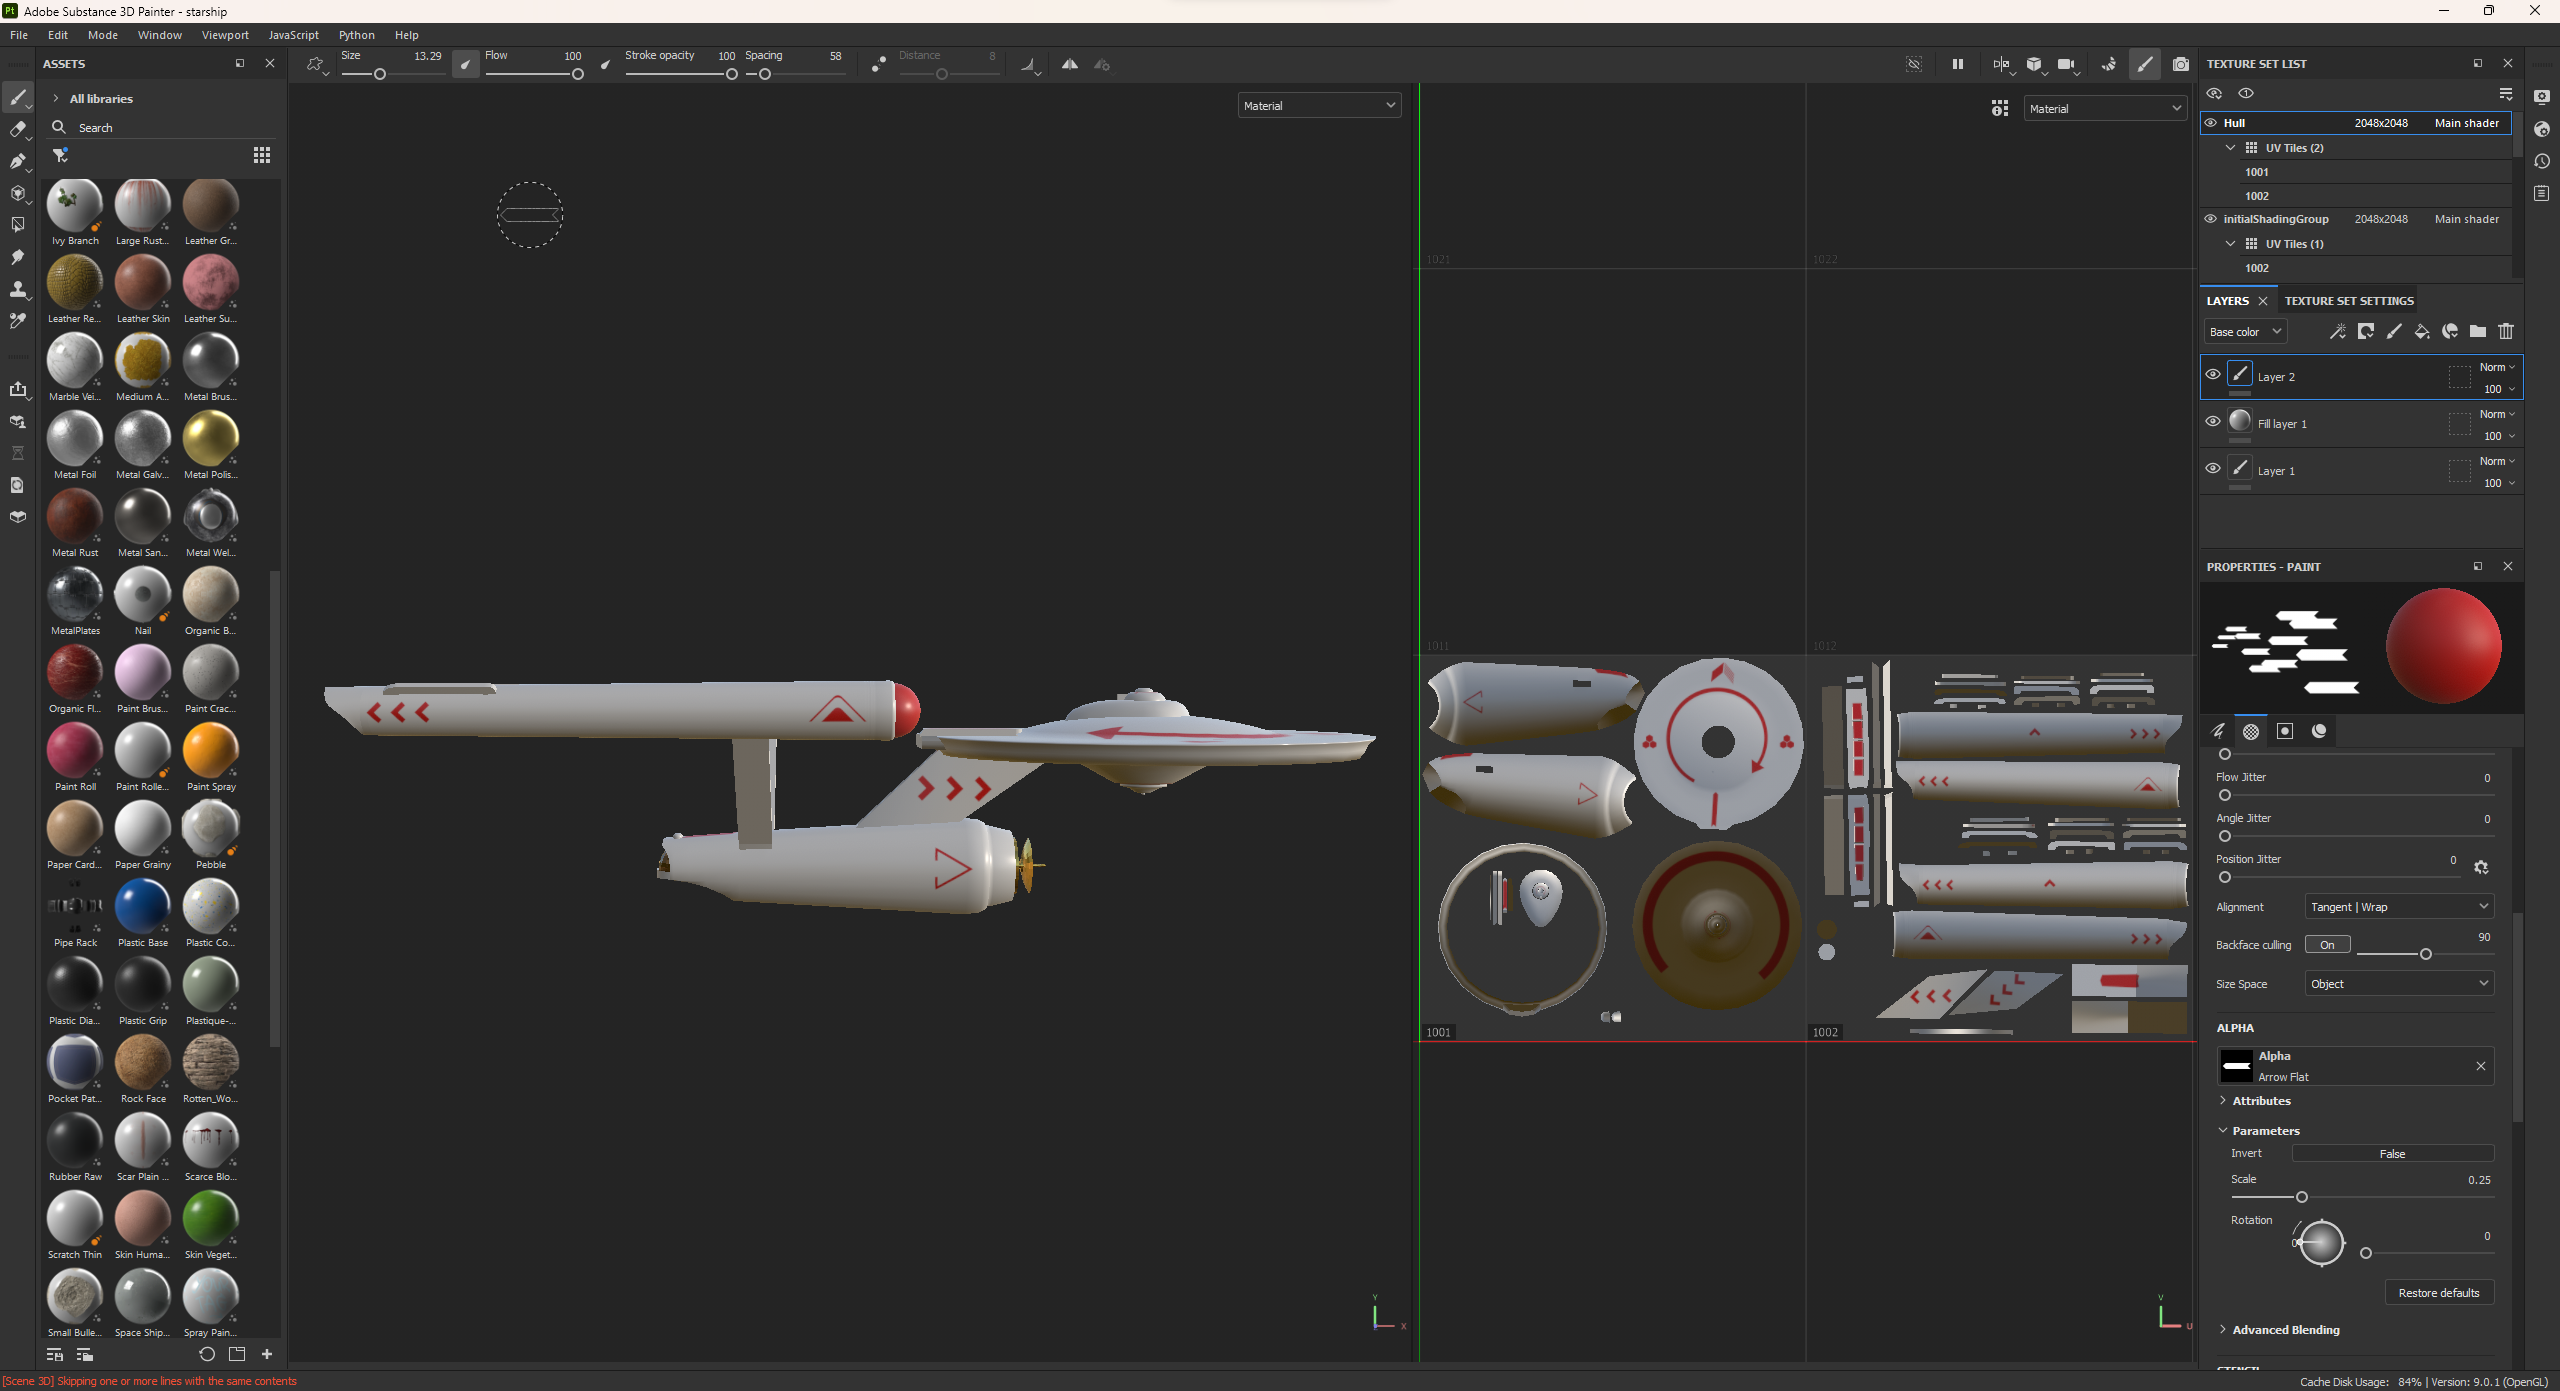 Pt Adobe Substance 3D Painter - starship
File Edit Mode Window Viewport JavaScript Python Help
ASSETS
Size 13.29 Flow 100 Stroke opacity 100 Spacing 58 Distance 8
All libraries
Search
Ivy Branch Large Rust... Leather Gr...
Leather Re... Leather Skin Leather Su...
Marble Vei... Medium A... Metal Brus...
Metal Foil Metal Galv... Metal Polis...
Metal Rust Metal San... Metal Wel...
MetalPlates Nail Organic B...
Organic Fl... Paint Brus... Paint Crac...
Paint Roll Paint Rolle... Paint Spray
Paper Card... Paper Grainy Pebble
Pipe Rack Plastic Base Plastic Co...
Plastic Dia... Plastic Grip Plastique-...
Pocket Pat... Rock Face Rotten_Wo...
Rubber Raw Scar Plain ... Scarce Blo...
Scratch Thin Skin Huma... Skin Veget...
Small Bulle... Space Ship... Spray Pain...
Material
Y
X
Material
1021 1022
1011 1012
1001 1002
V
U
TEXTURE SET LIST
Hull 2048x2048 Main shader
UV Tiles (2)
1001
1002
initialShadingGroup 2048x2048 Main shader
UV Tiles (1)
1002
LAYERS TEXTURE SET SETTINGS
Base color
Layer 2 Norm 100
Fill layer 1 Norm 100
Layer 1 Norm 100
PROPERTIES - PAINT
Flow Jitter 0
Angle Jitter 0
Position Jitter 0
Alignment Tangent | Wrap
Backface culling On 90
Size Space Object
ALPHA
Alpha
Arrow Flat
Attributes
Parameters
Invert False
Scale 0.25
Rotation 0 0
Restore defaults
Advanced Blending
[Scene 3D] Skipping one or more lines with the same contents
Cache Disk Usage: 84% | Version: 9.0.1 (OpenGL)